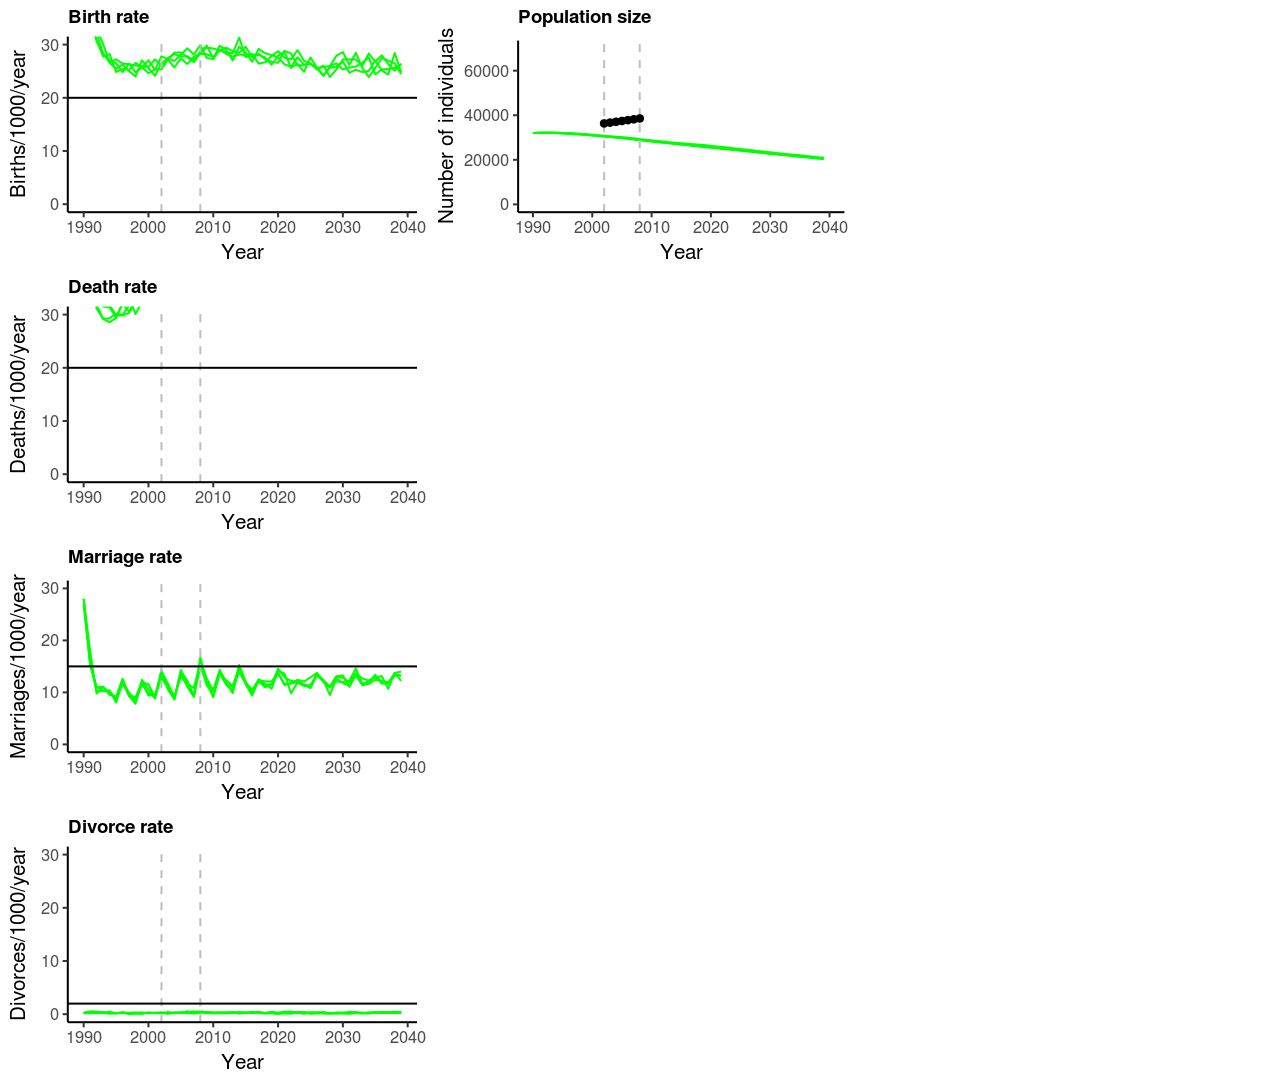 Birth rate
Births/1000/year
30
20
10
0
1990 2000 2010 2020 2030 2040
Year
Population size
Number of individuals
60000
40000
20000
0
1990 2000 2010 2020 2030 2040
Year
Death rate
Deaths/1000/year
30
20
10
0
1990 2000 2010 2020 2030 2040
Year
Marriage rate
Marriages/1000/year
30
20
10
0
1990 2000 2010 2020 2030 2040
Year
Divorce rate
Divorces/1000/year
30
20
10
0
1990 2000 2010 2020 2030 2040
Year